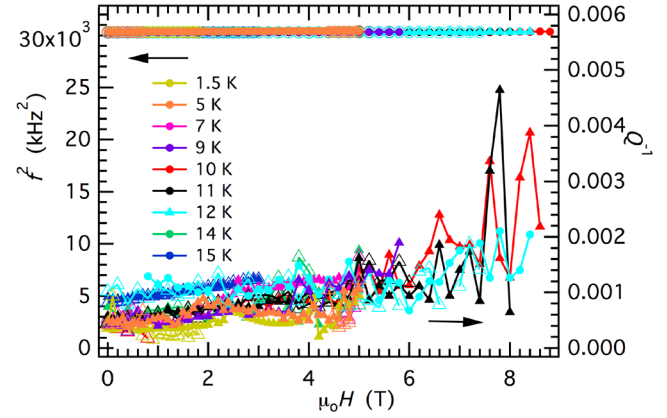 30x10³
25
20
15
10
5
0
f² (kHz²)
0.006
0.005
0.004
0.003
0.002
0.001
0.000
Q⁻¹
1.5 K
5 K
7 K
9 K
10 K
11 K
12 K
14 K
15 K
0 2 4 6 8
μₒH (T)